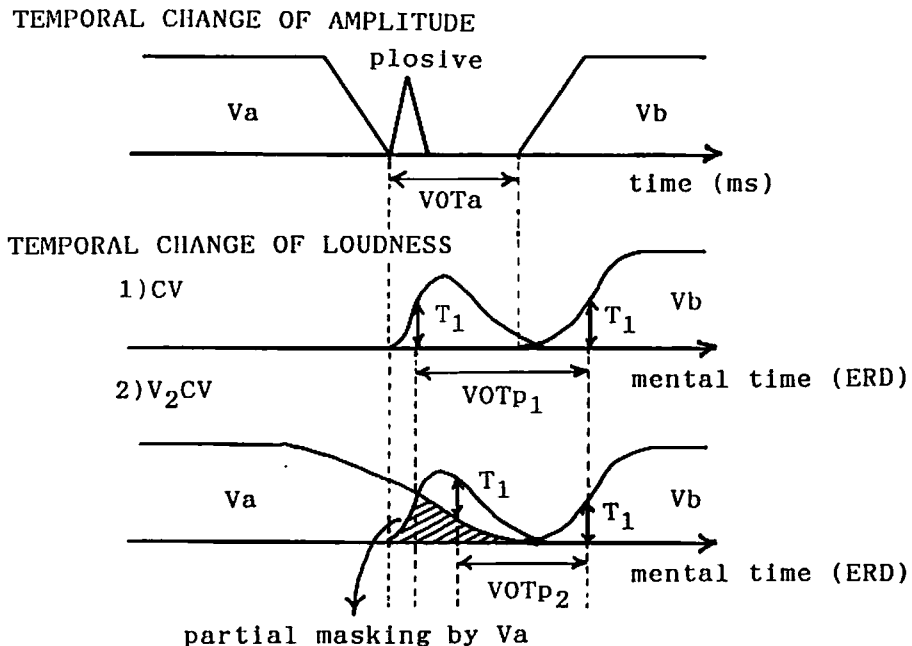 TEMPORAL CHANGE OF AMPLITUDE
plosive
Va
Vb
time (ms)
VOTa
TEMPORAL CHANGE OF LOUDNESS
1)CV
T1
T1
Vb
mental time (ERD)
VOTp1
2)V2CV
Va
T1
T1
Vb
mental time (ERD)
VOTp2
partial masking by Va